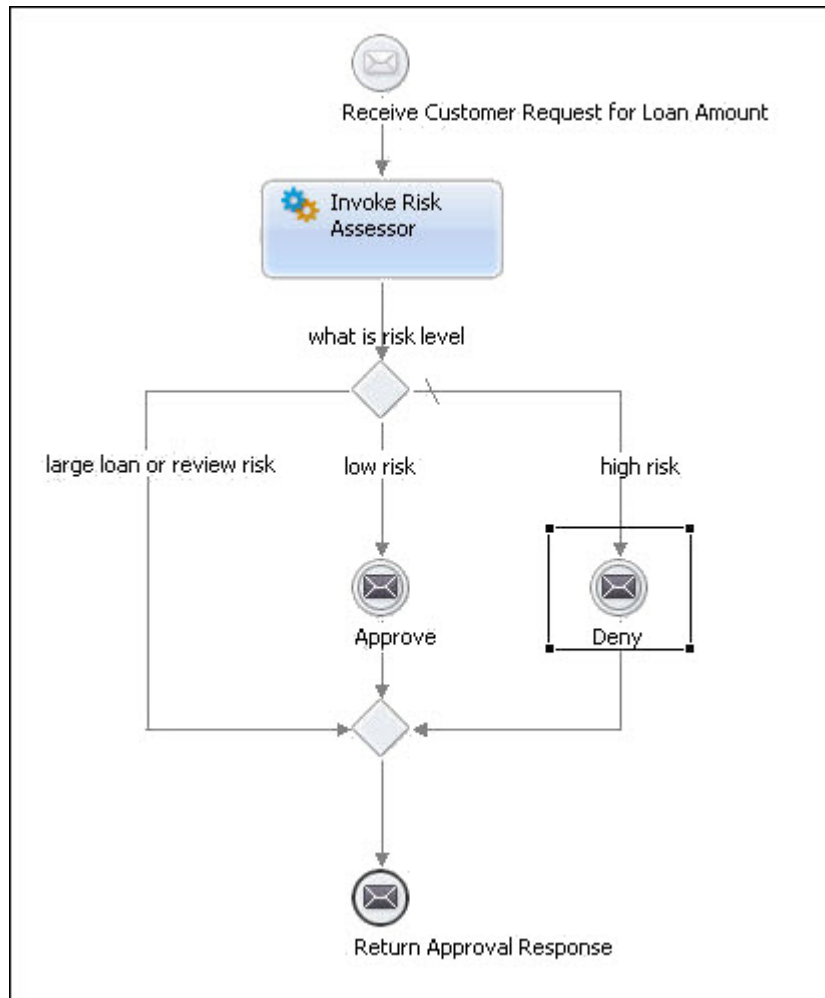 Receive Customer Request for Loan Amount
Invoke Risk
Assessor
what is risk level
large loan or review risk
low risk
high risk
Approve
Deny
Return Approval Response